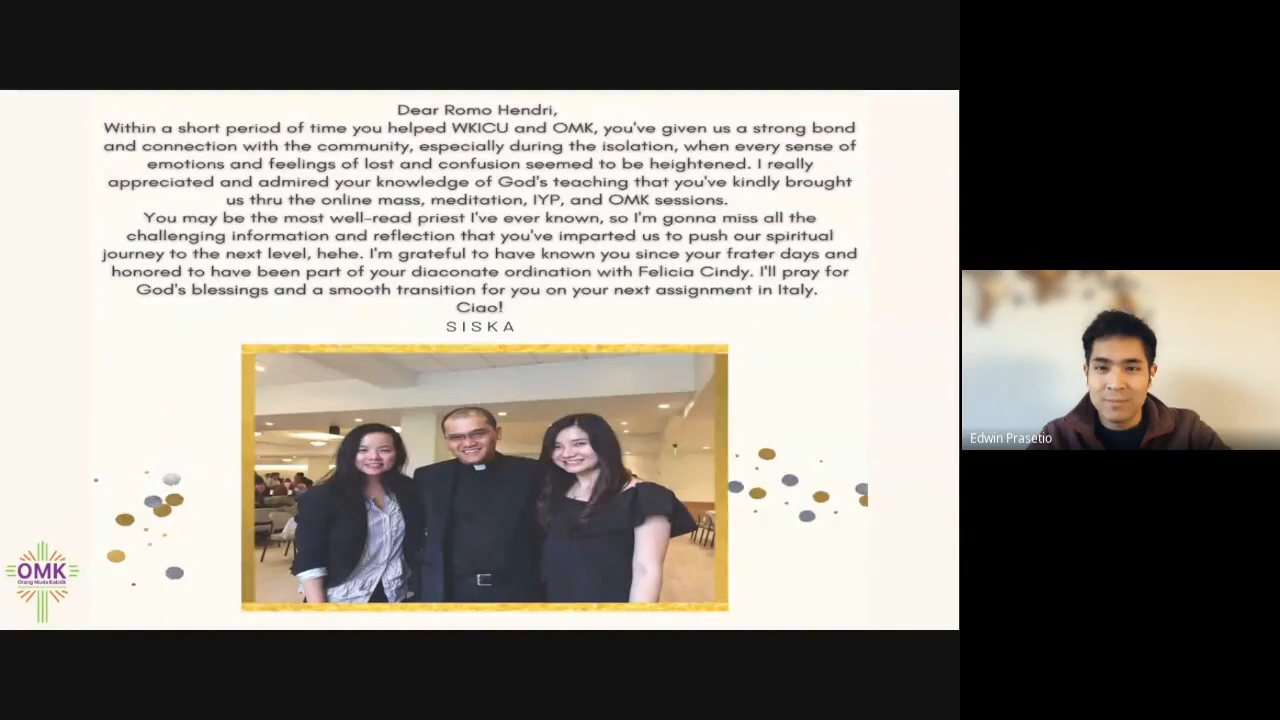 Dear Romo Hendri,
Within a short period of time you helped WKICU and OMK, you've given us a strong bond
and connection with the community, especially during the isolation, when every sense of
emotions and feelings of lost and confusion seemed to be heightened. I really
appreciated and admired your knowledge of God's teaching that you've kindly brought
us thru the online mass, meditation, IYP, and OMK sessions.
You may be the most well-read priest I've ever known, so I'm gonna miss all the
challenging information and reflection that you've imparted us to push our spiritual
journey to the next level, hehe. I'm grateful to have known you since your frater days and
honored to have been part of your diaconate ordination with Felicia Cindy. I'll pray for
God's blessings and a smooth transition for you on your next assignment in Italy.
Ciao!
SISKA
Edwin Prasetio
OMK
Orang Muda Katolik